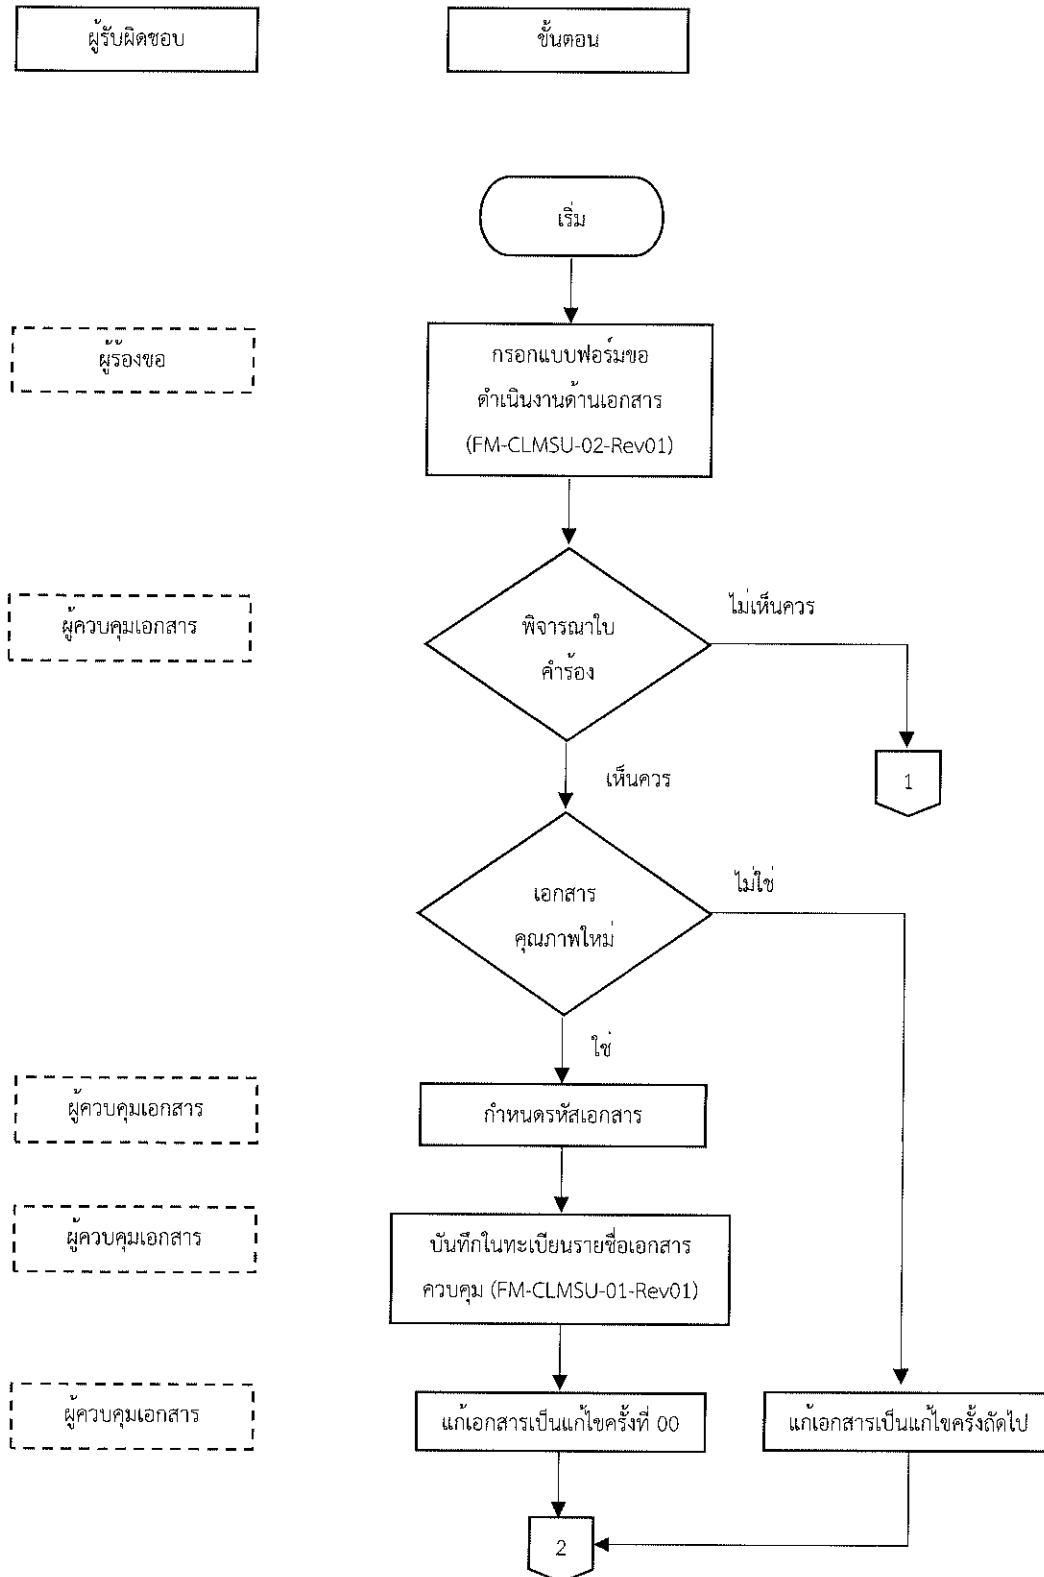 ผู้รับผิดชอบ
ขั้นตอน
เริ่ม
ผู้ร้องขอ
กรอกแบบฟอร์มขอ
ดำเนินงานด้านเอกสาร
(FM-CLMSU-02-Rev01)
ผู้ควบคุมเอกสาร
พิจารณาใบ
คำร้อง
ไม่เห็นควร
1
เห็นควร
เอกสาร
คุณภาพใหม่
ไม่ใช่
ใช่
ผู้ควบคุมเอกสาร
กำหนดรหัสเอกสาร
ผู้ควบคุมเอกสาร
บันทึกในทะเบียนรายชื่อเอกสาร
ควบคุม (FM-CLMSU-01-Rev01)
ผู้ควบคุมเอกสาร
แก้เอกสารเป็นแก้ไขครั้งที่ 00
แก้เอกสารเป็นแก้ไขครั้งถัดไป
2